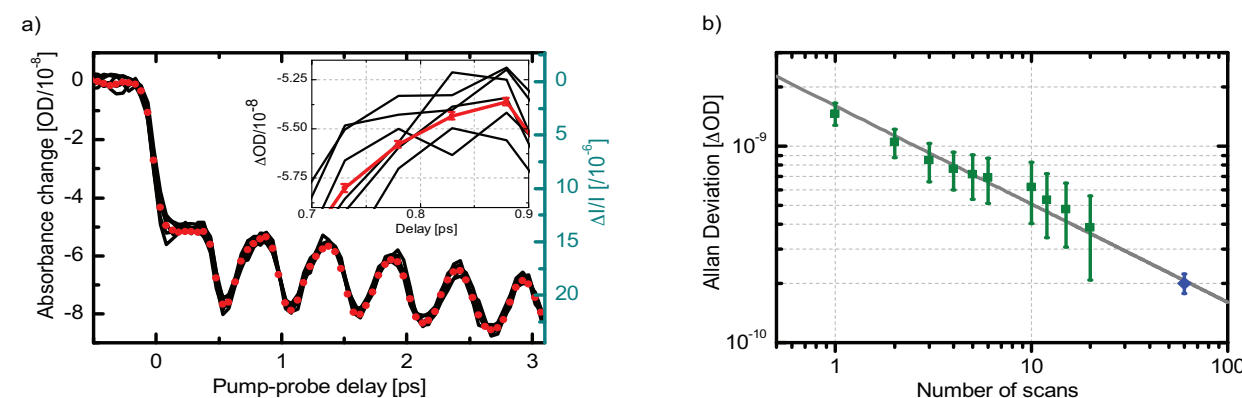 a)
b)
Absorbance change [OD/10⁻⁸]
0
-2
-4
-6
-8
0
1
2
3
Pump-probe delay [ps]
ΔOD/10⁻⁸
-5.25
-5.50
-5.75
0.7
0.8
0.9
Delay [ps]
0
5
10
15
20
ΔI/I [/10⁻⁶]
Allan Deviation [ΔOD]
10⁻⁹
10⁻¹⁰
1
10
100
Number of scans